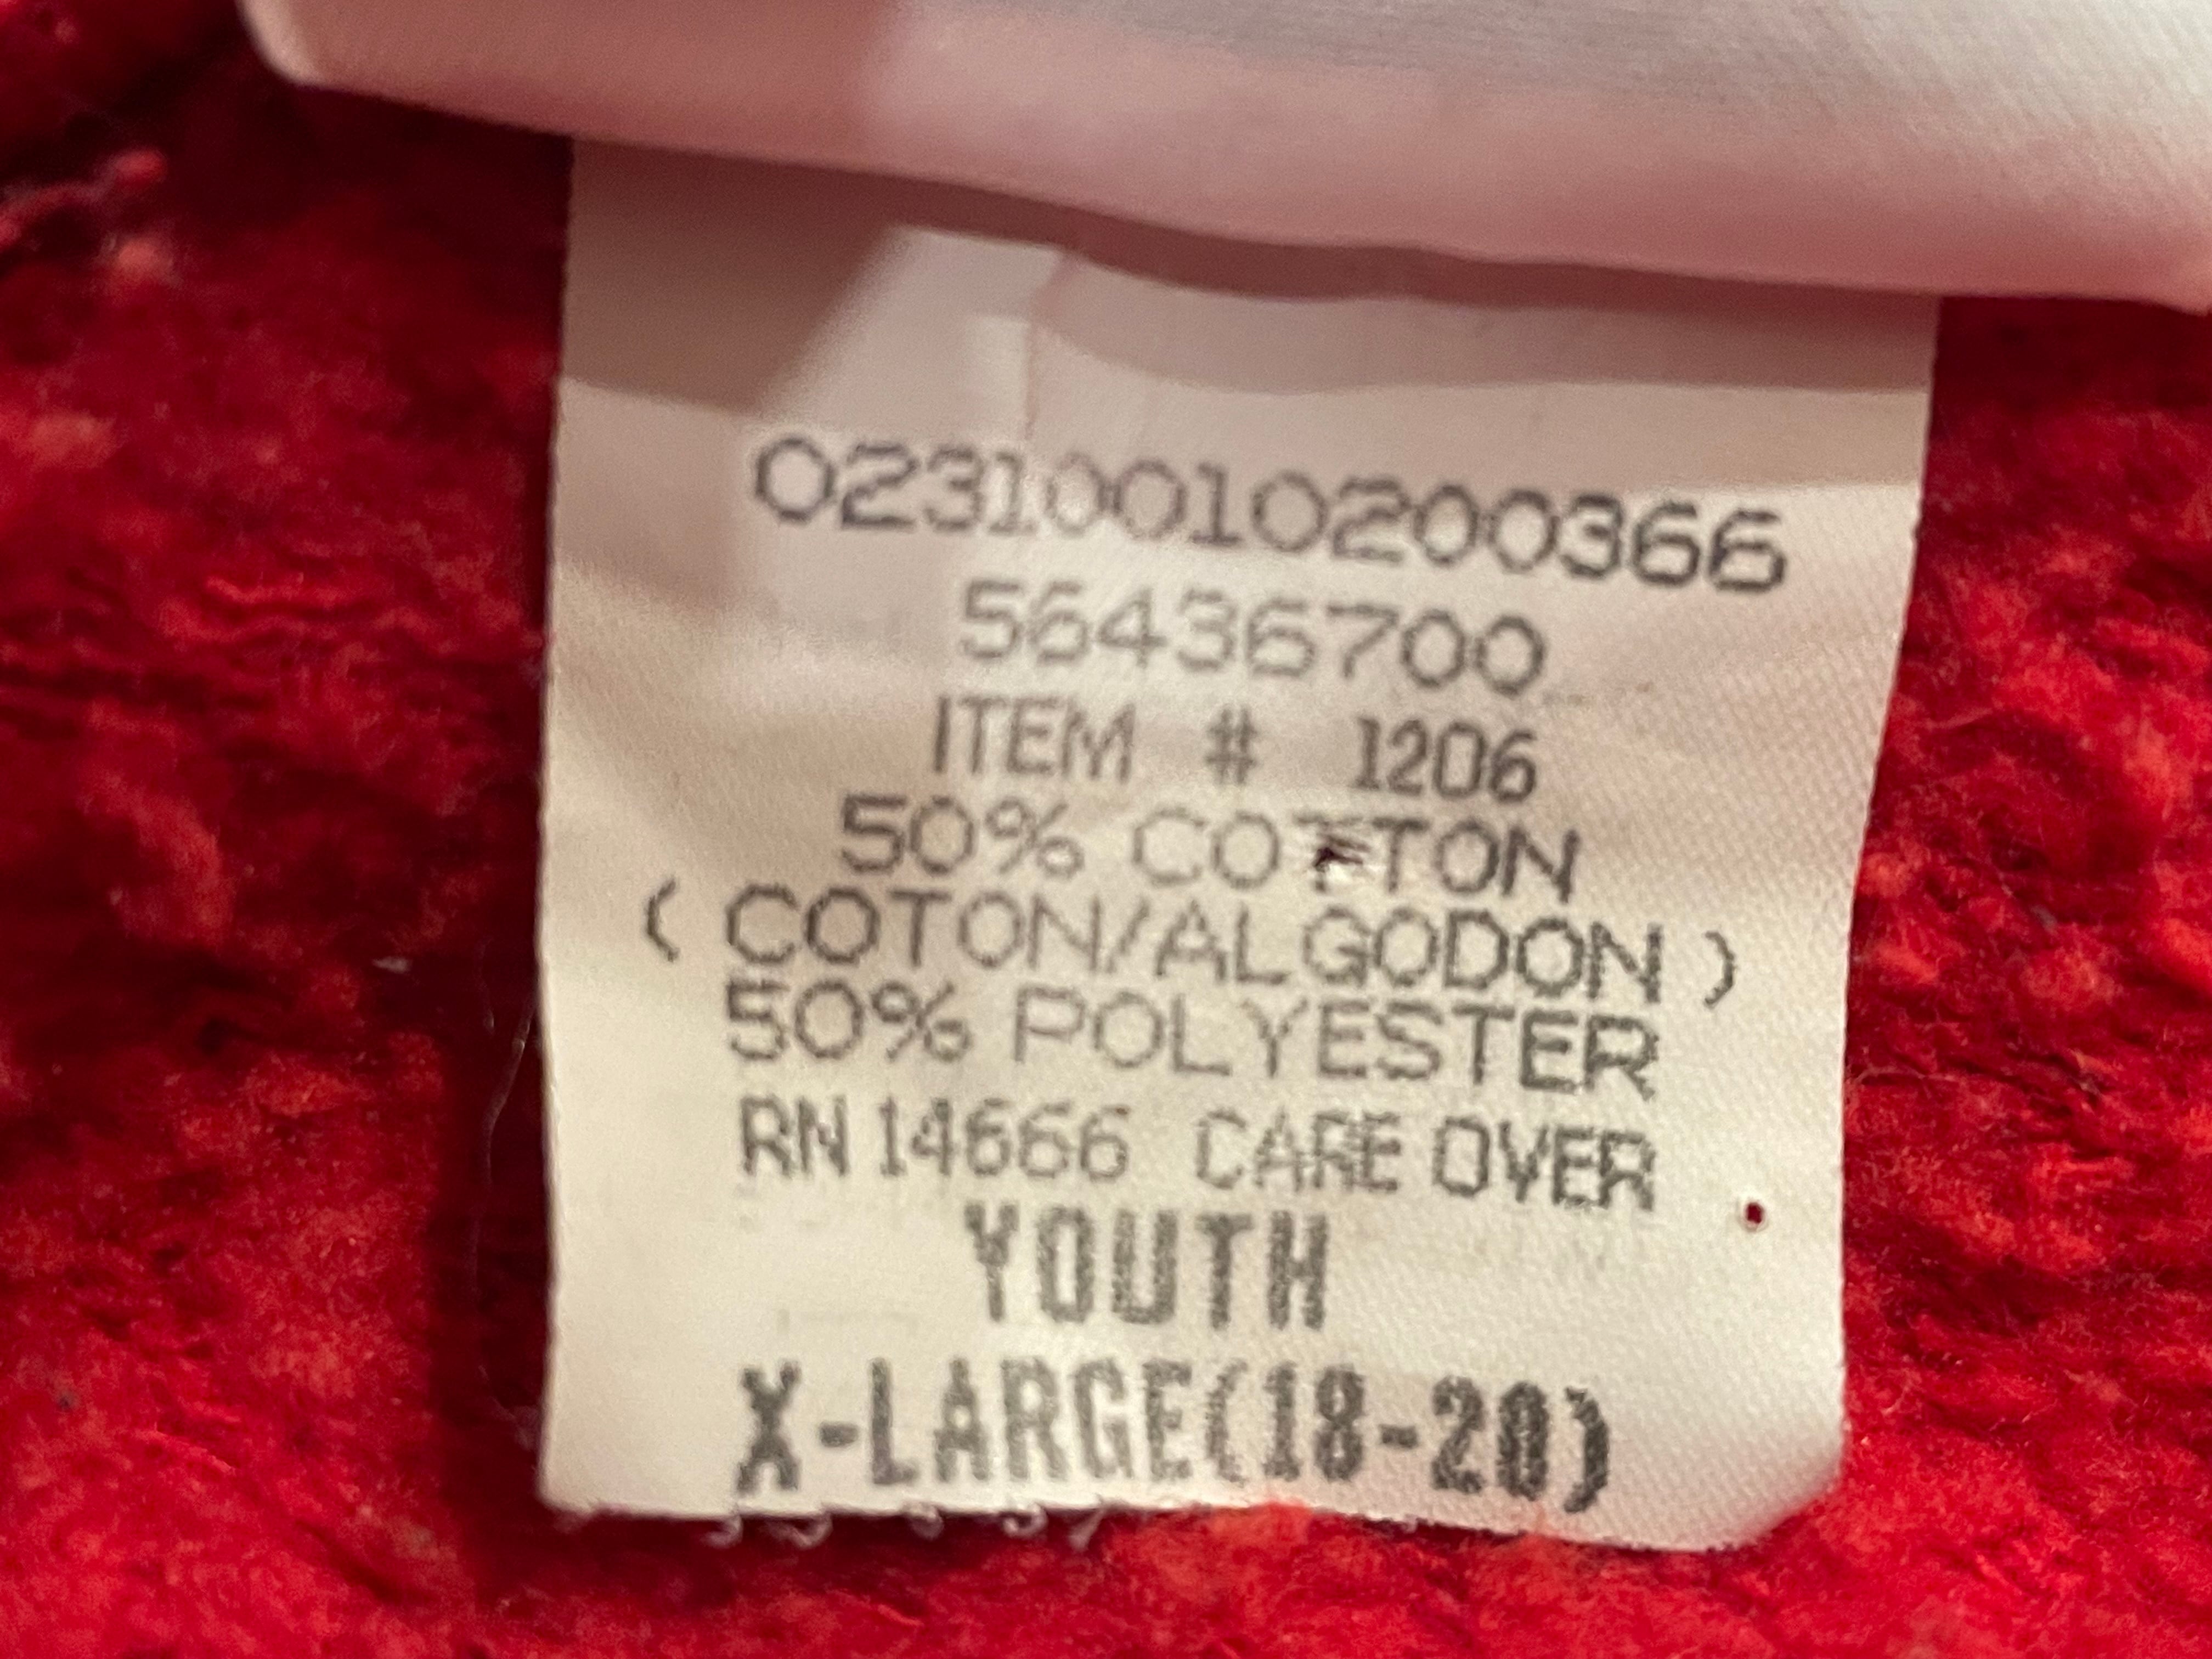 02310010200366
56436700
ITEM # 1206
50% COTTON
( COTON/ALGODON )
50% POLYESTER
RN 14666 CARE OVER
YOUTH
X-LARGE(18-20)